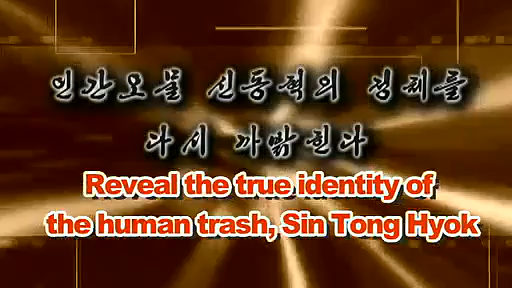 인간오물 신동혁의 정체를
다시 까밝힌다
Reveal the true identity of
the human trash, Sin Tong Hyok